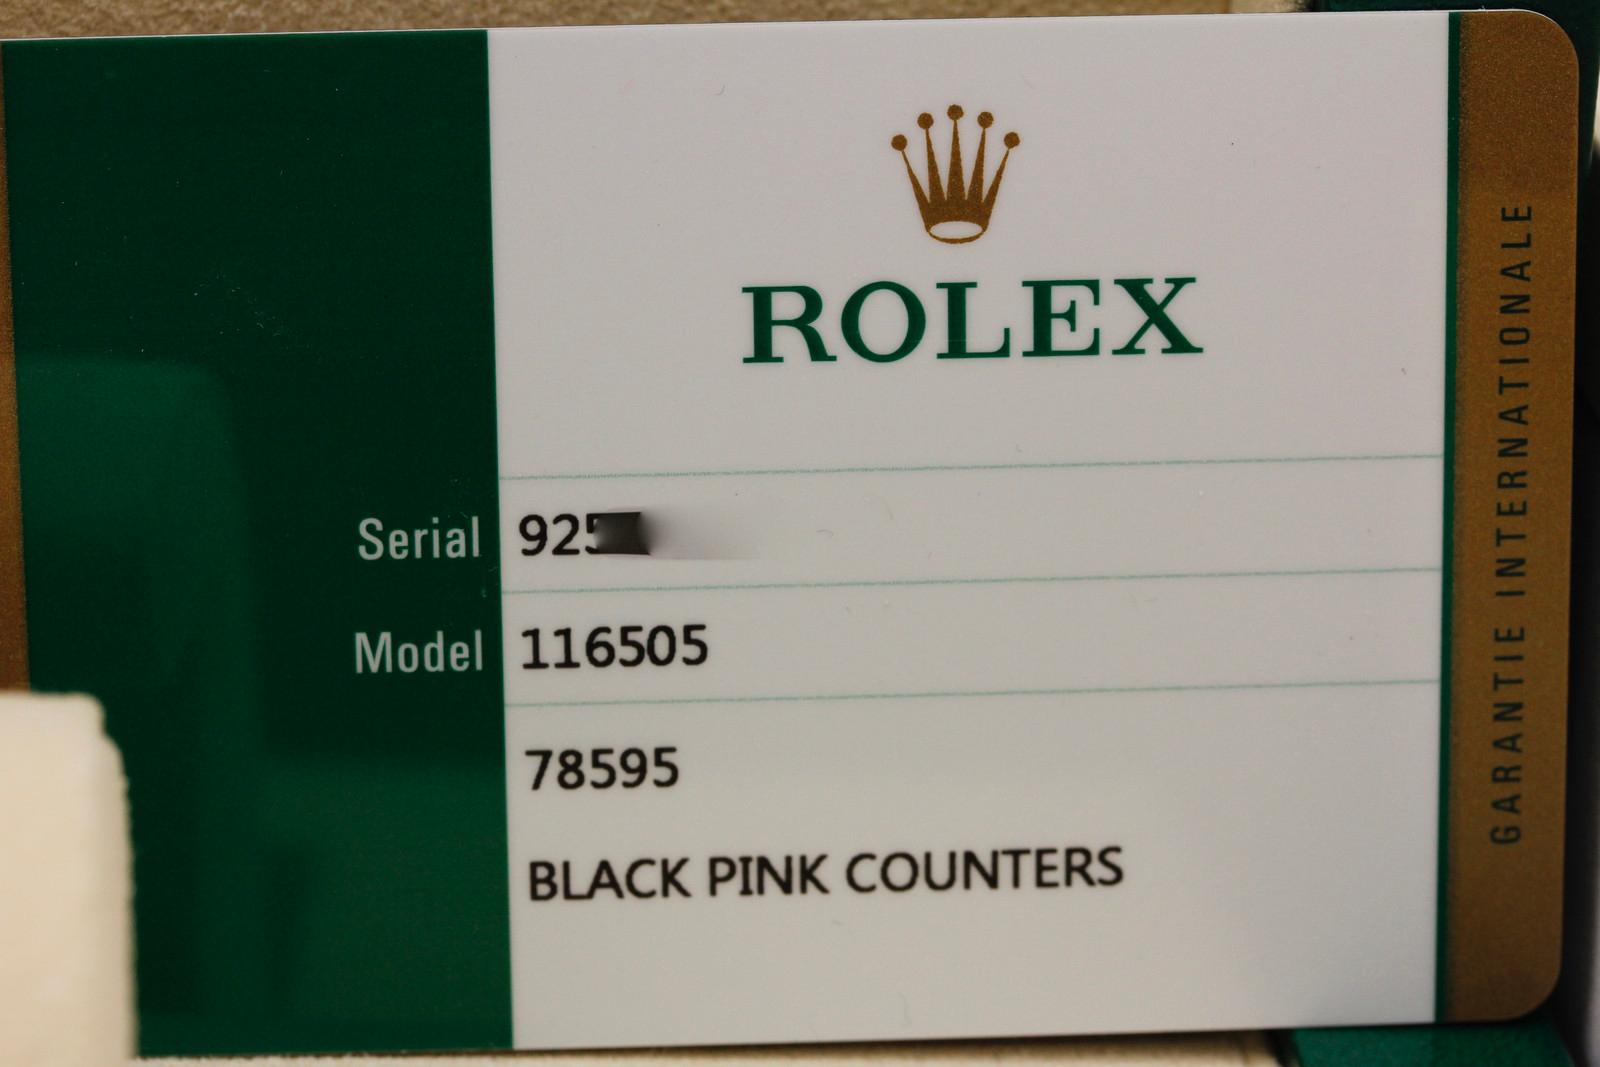 ROLEX
Serial 925
Model 116505
78595
BLACK PINK COUNTERS
GARANTIE INTERNATIONALE